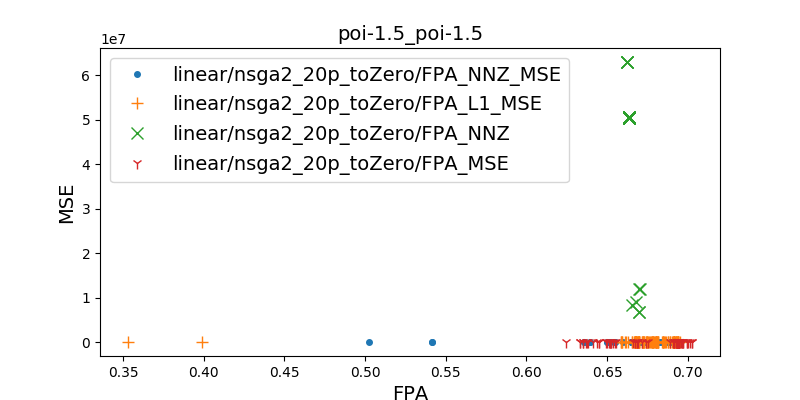 poi-1.5_poi-1.5
1e7
linear/nsga2_20p_toZero/FPA_NNZ_MSE
linear/nsga2_20p_toZero/FPA_L1_MSE
linear/nsga2_20p_toZero/FPA_NNZ
linear/nsga2_20p_toZero/FPA_MSE
6
5
4
3
2
1
0
MSE
0.35 0.40 0.45 0.50 0.55 0.60 0.65 0.70
FPA